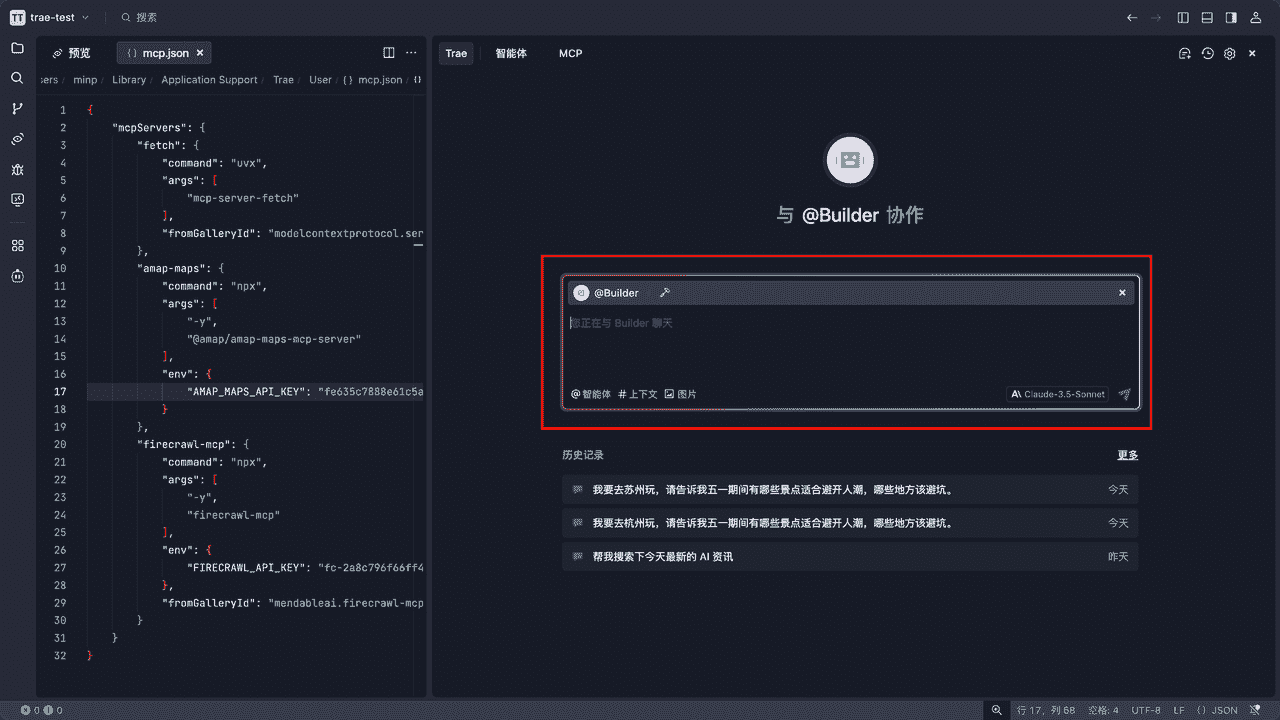 TT trae-test
搜索
预览
{ } mcp.json ×
sers / minp / Library / Application Support / Trae / User / { } mcp.json / {}
1 {
2 "mcpServers": {
3 "fetch": {
4 "command": "uvx",
5 "args": [
6 "mcp-server-fetch"
7 ],
8 "fromGalleryId": "modelcontextprotocol.ser
9 },
10 "amap-maps": {
11 "command": "npx",
12 "args": [
13 "-y",
14 "@amap/amap-maps-mcp-server"
15 ],
16 "env": {
17 "AMAP_MAPS_API_KEY": "fe635c7888e61c5a
18 }
19 },
20 "firecrawl-mcp": {
21 "command": "npx",
22 "args": [
23 "-y",
24 "firecrawl-mcp"
25 ],
26 "env": {
27 "FIRECRAWL_API_KEY": "fc-2a8c796f66ff4
28 },
29 "fromGalleryId": "mendableai.firecrawl-mcp
30 }
31 }
32 }
Trae 智能体 MCP
与 @Builder 协作
@Builder
您正在与 Builder 聊天
@智能体 # 上下文 图片
Claude-3.5-Sonnet
历史记录
更多
我要去苏州玩，请告诉我五一期间有哪些景点适合避开人潮，哪些地方该避坑。 今天
我要去杭州玩，请告诉我五一期间有哪些景点适合避开人潮，哪些地方该避坑。 今天
帮我搜索下今天最新的 AI 资讯 昨天
0 0
行 17，列 68 空格: 4 UTF-8 LF { } JSON